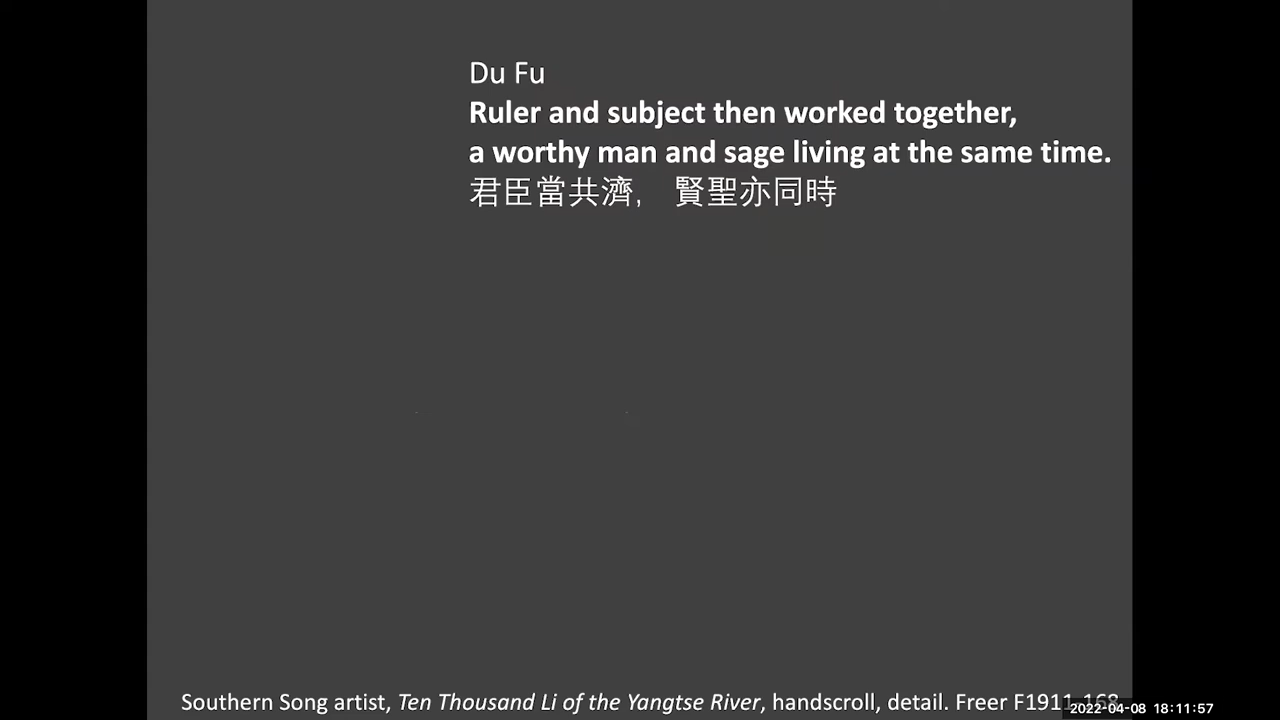 Du Fu
Ruler and subject then worked together,
a worthy man and sage living at the same time.
君臣當共濟, 賢聖亦同時
Southern Song artist, Ten Thousand Li of the Yangtse River, handscroll, detail. Freer F1911-168
2022-04-08 18:11:57